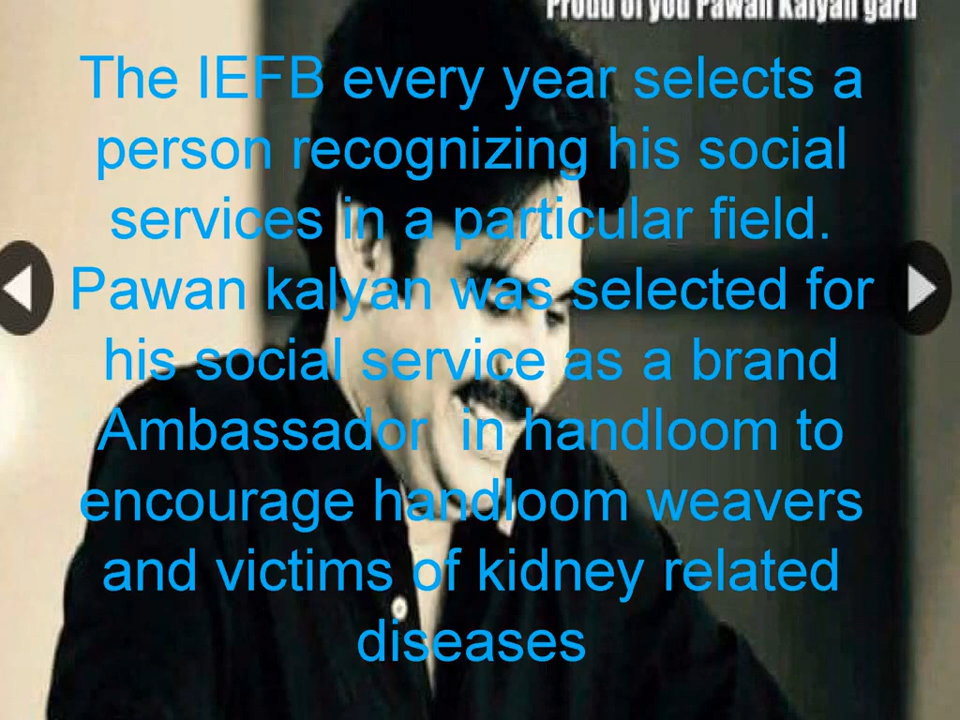 Proud of you Pawan Kalyan garu
The IEFB every year selects a
person recognizing his social
services in a particular field.
Pawan kalyan was selected for
his social service as a brand
Ambassador in handloom to
encourage handloom weavers
and victims of kidney related
diseases